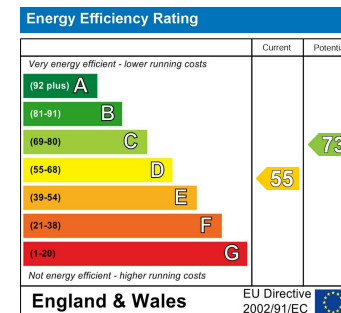 Energy Efficiency Rating
Current Potenti
Very energy efficient - lower running costs
(92 plus) A
(81-91) B
(69-80) C
73
(55-68) D
55
(39-54) E
(21-38) F
(1-20) G
Not energy efficient - higher running costs
England & Wales
EU Directive
2002/91/EC